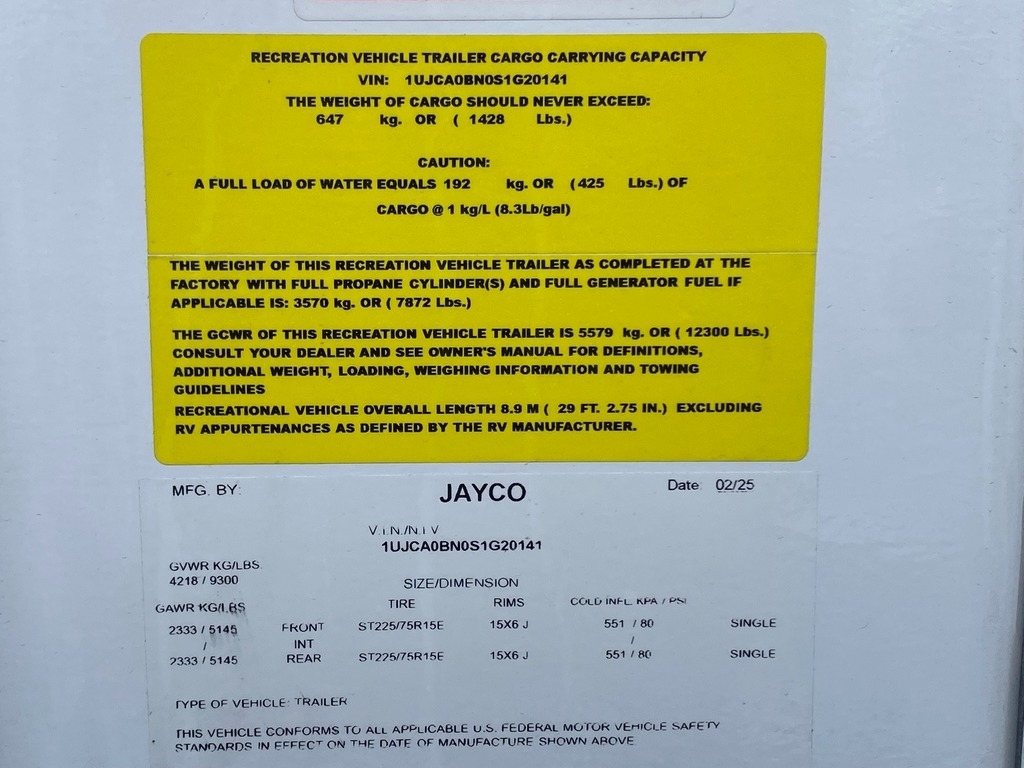 RECREATION VEHICLE TRAILER CARGO CARRYING CAPACITY
VIN: 1UJCA0BN0S1G20141
THE WEIGHT OF CARGO SHOULD NEVER EXCEED:
647 kg. OR ( 1428 Lbs.)
CAUTION:
A FULL LOAD OF WATER EQUALS 192 kg. OR (425 Lbs.) OF
CARGO @ 1 kg/L (8.3Lb/gal)
THE WEIGHT OF THIS RECREATION VEHICLE TRAILER AS COMPLETED AT THE
FACTORY WITH FULL PROPANE CYLINDER(S) AND FULL GENERATOR FUEL IF
APPLICABLE IS: 3570 kg. OR ( 7872 Lbs.)
THE GCWR OF THIS RECREATION VEHICLE TRAILER IS 5579 kg. OR ( 12300 Lbs.)
CONSULT YOUR DEALER AND SEE OWNER'S MANUAL FOR DEFINITIONS,
ADDITIONAL WEIGHT, LOADING, WEIGHING INFORMATION AND TOWING
GUIDELINES
RECREATIONAL VEHICLE OVERALL LENGTH 8.9 M ( 29 FT. 2.75 IN.) EXCLUDING
RV APPURTENANCES AS DEFINED BY THE RV MANUFACTURER.
MFG. BY: JAYCO Date: 02/25
V.I.N./N.I.V
1UJCA0BN0S1G20141
GVWR KG/LBS.
4218 / 9300 SIZE/DIMENSION
GAWR KG/LBS TIRE RIMS COLD INFL. KPA / PSI
2333 / 5145 FRONT ST225/75R15E 15X6 J 551 / 80 SINGLE
/ INT /
2333 / 5145 REAR ST225/75R15E 15X6 J 551 / 80 SINGLE
TYPE OF VEHICLE: TRAILER
THIS VEHICLE CONFORMS TO ALL APPLICABLE U.S. FEDERAL MOTOR VEHICLE SAFETY
STANDARDS IN EFFECT ON THE DATE OF MANUFACTURE SHOWN ABOVE